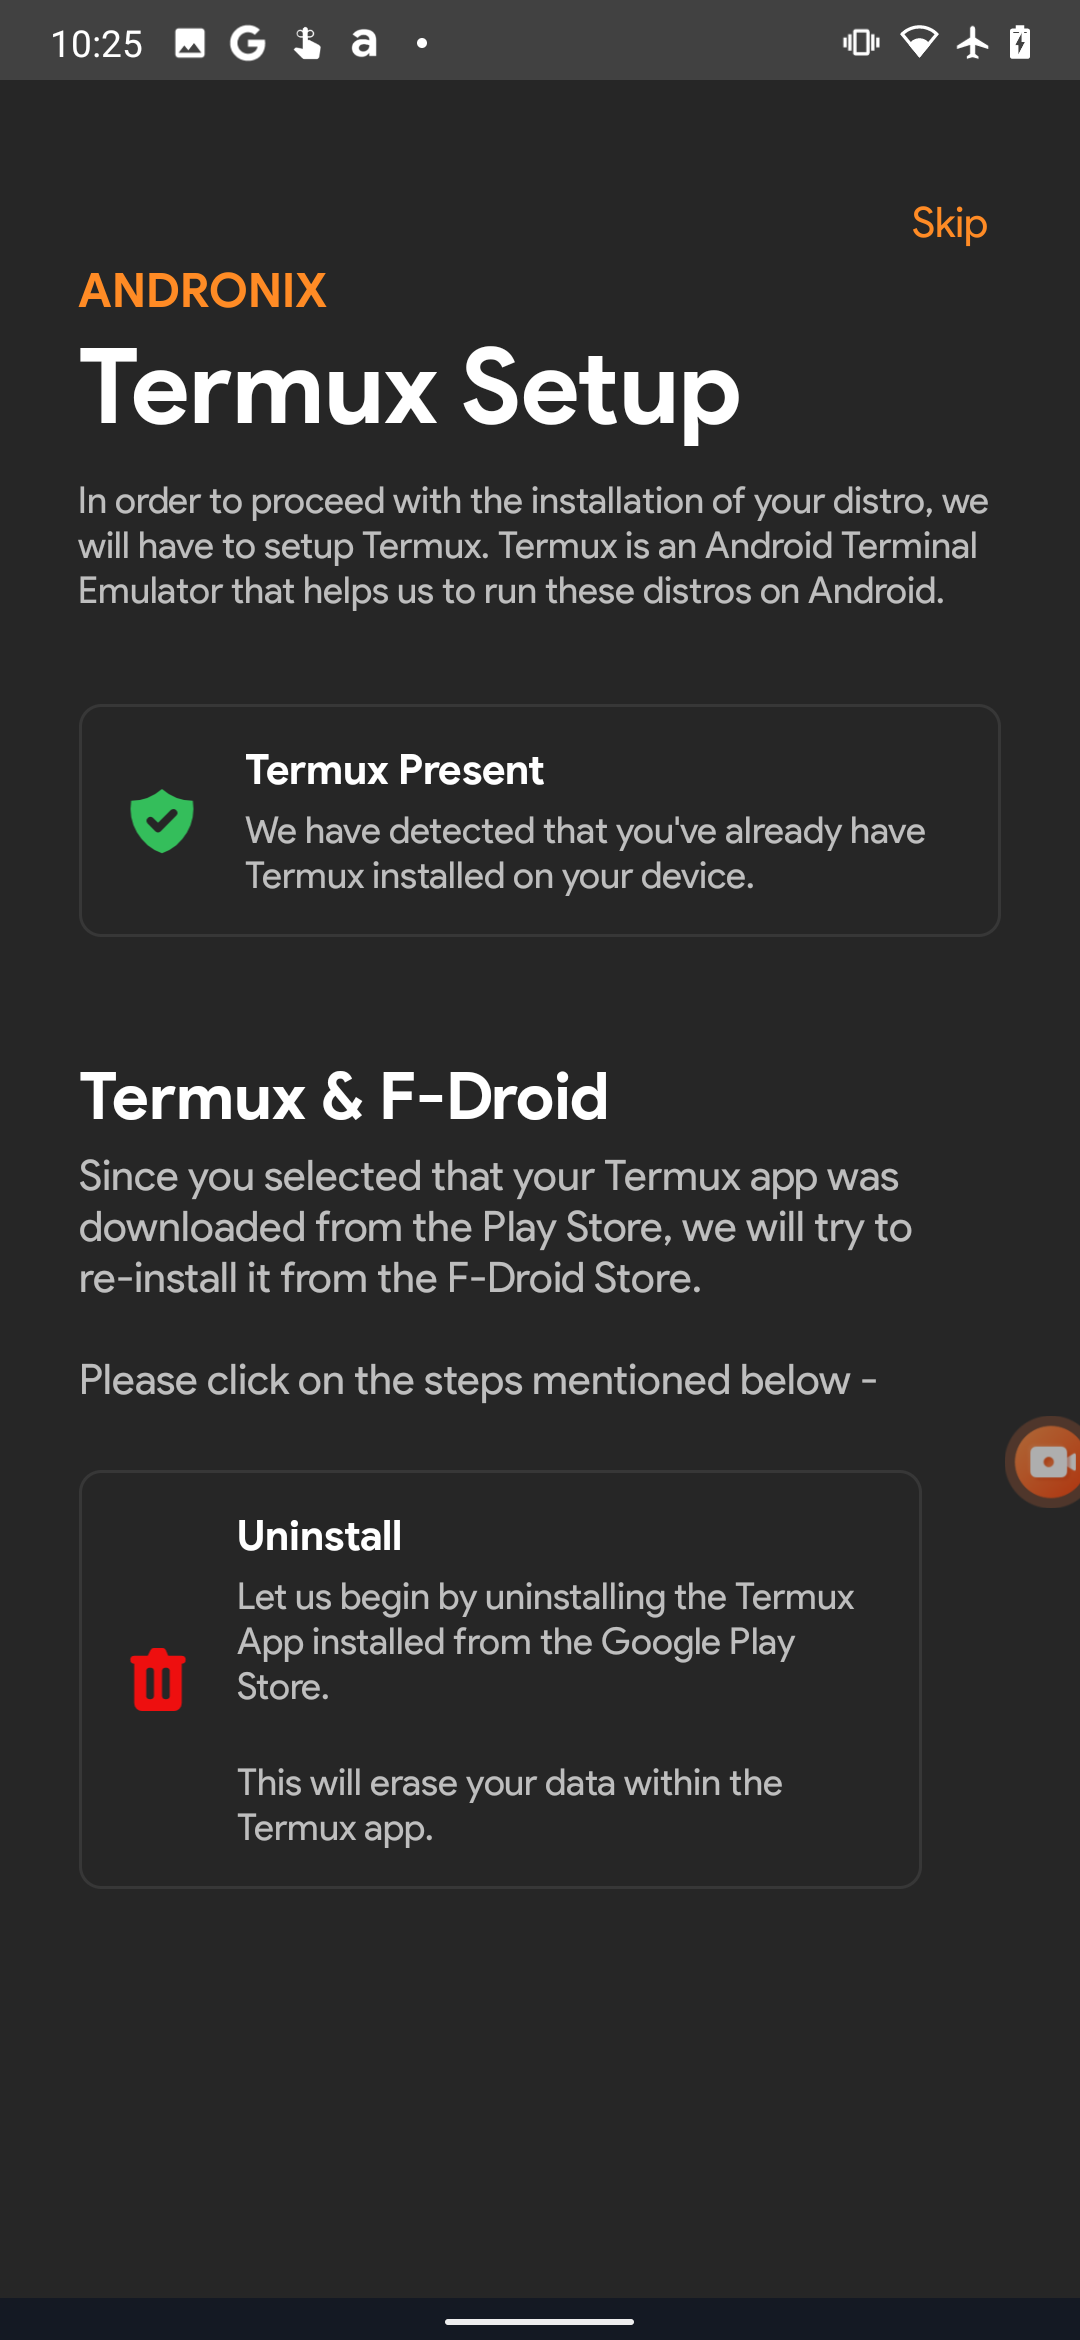 10:25
Skip
ANDRONIX
Termux Setup
In order to proceed with the installation of your distro, we
will have to setup Termux. Termux is an Android Terminal
Emulator that helps us to run these distros on Android.
Termux Present
We have detected that you've already have
Termux installed on your device.
Termux & F-Droid
Since you selected that your Termux app was
downloaded from the Play Store, we will try to
re-install it from the F-Droid Store.
Please click on the steps mentioned below -
Uninstall
Let us begin by uninstalling the Termux
App installed from the Google Play
Store.
This will erase your data within the
Termux app.